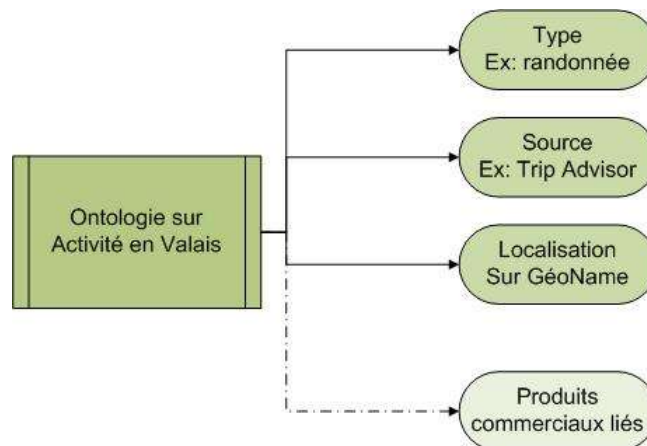 Type
Ex: randonnée
Source
Ex: Trip Advisor
Ontologie sur
Activité en Valais
Localisation
Sur GéoName
Produits
commerciaux liés